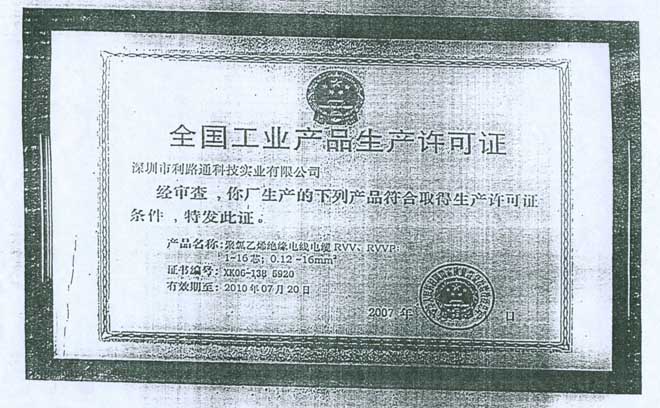 全国工业产品生产许可证
深圳市利路通科技实业有限公司
经审查，你厂生产的下列产品符合取得生产许可证
条件，特发此证。
产品名称：聚氯乙烯绝缘电线电缆 RVV、RVVP
1-16芯；0.12-16mm²
证书编号：XK06-138 5920
有效期至：2010年07月20日
2007年 日